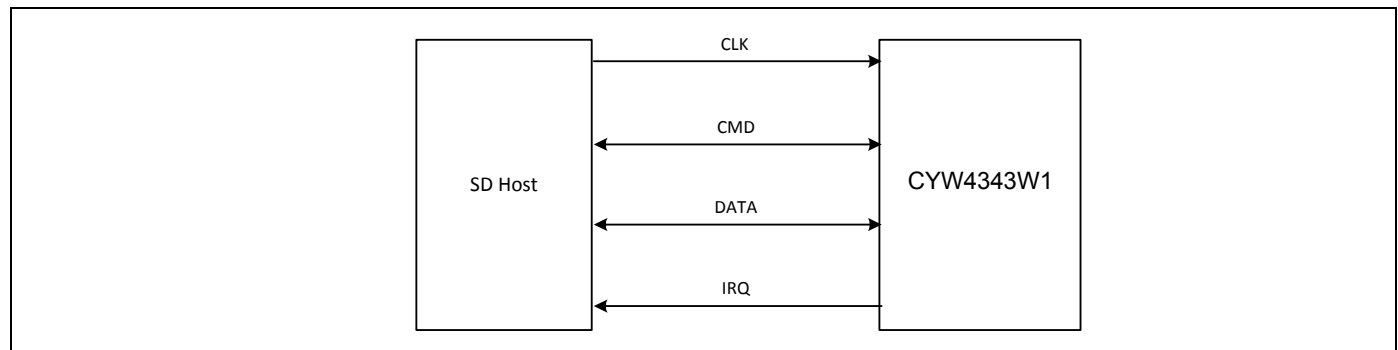 CLK
CMD
SD Host
CYW4343W1
DATA
IRQ